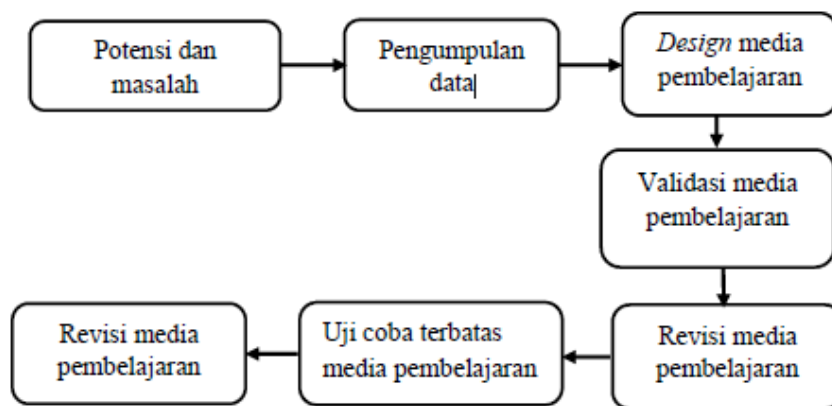 Potensi dan
masalah
Pengumpulan
data
Design media
pembelajaran
Validasi media
pembelajaran
Revisi media
pembelajaran
Uji coba terbatas
media pembelajaran
Revisi media
pembelajaran